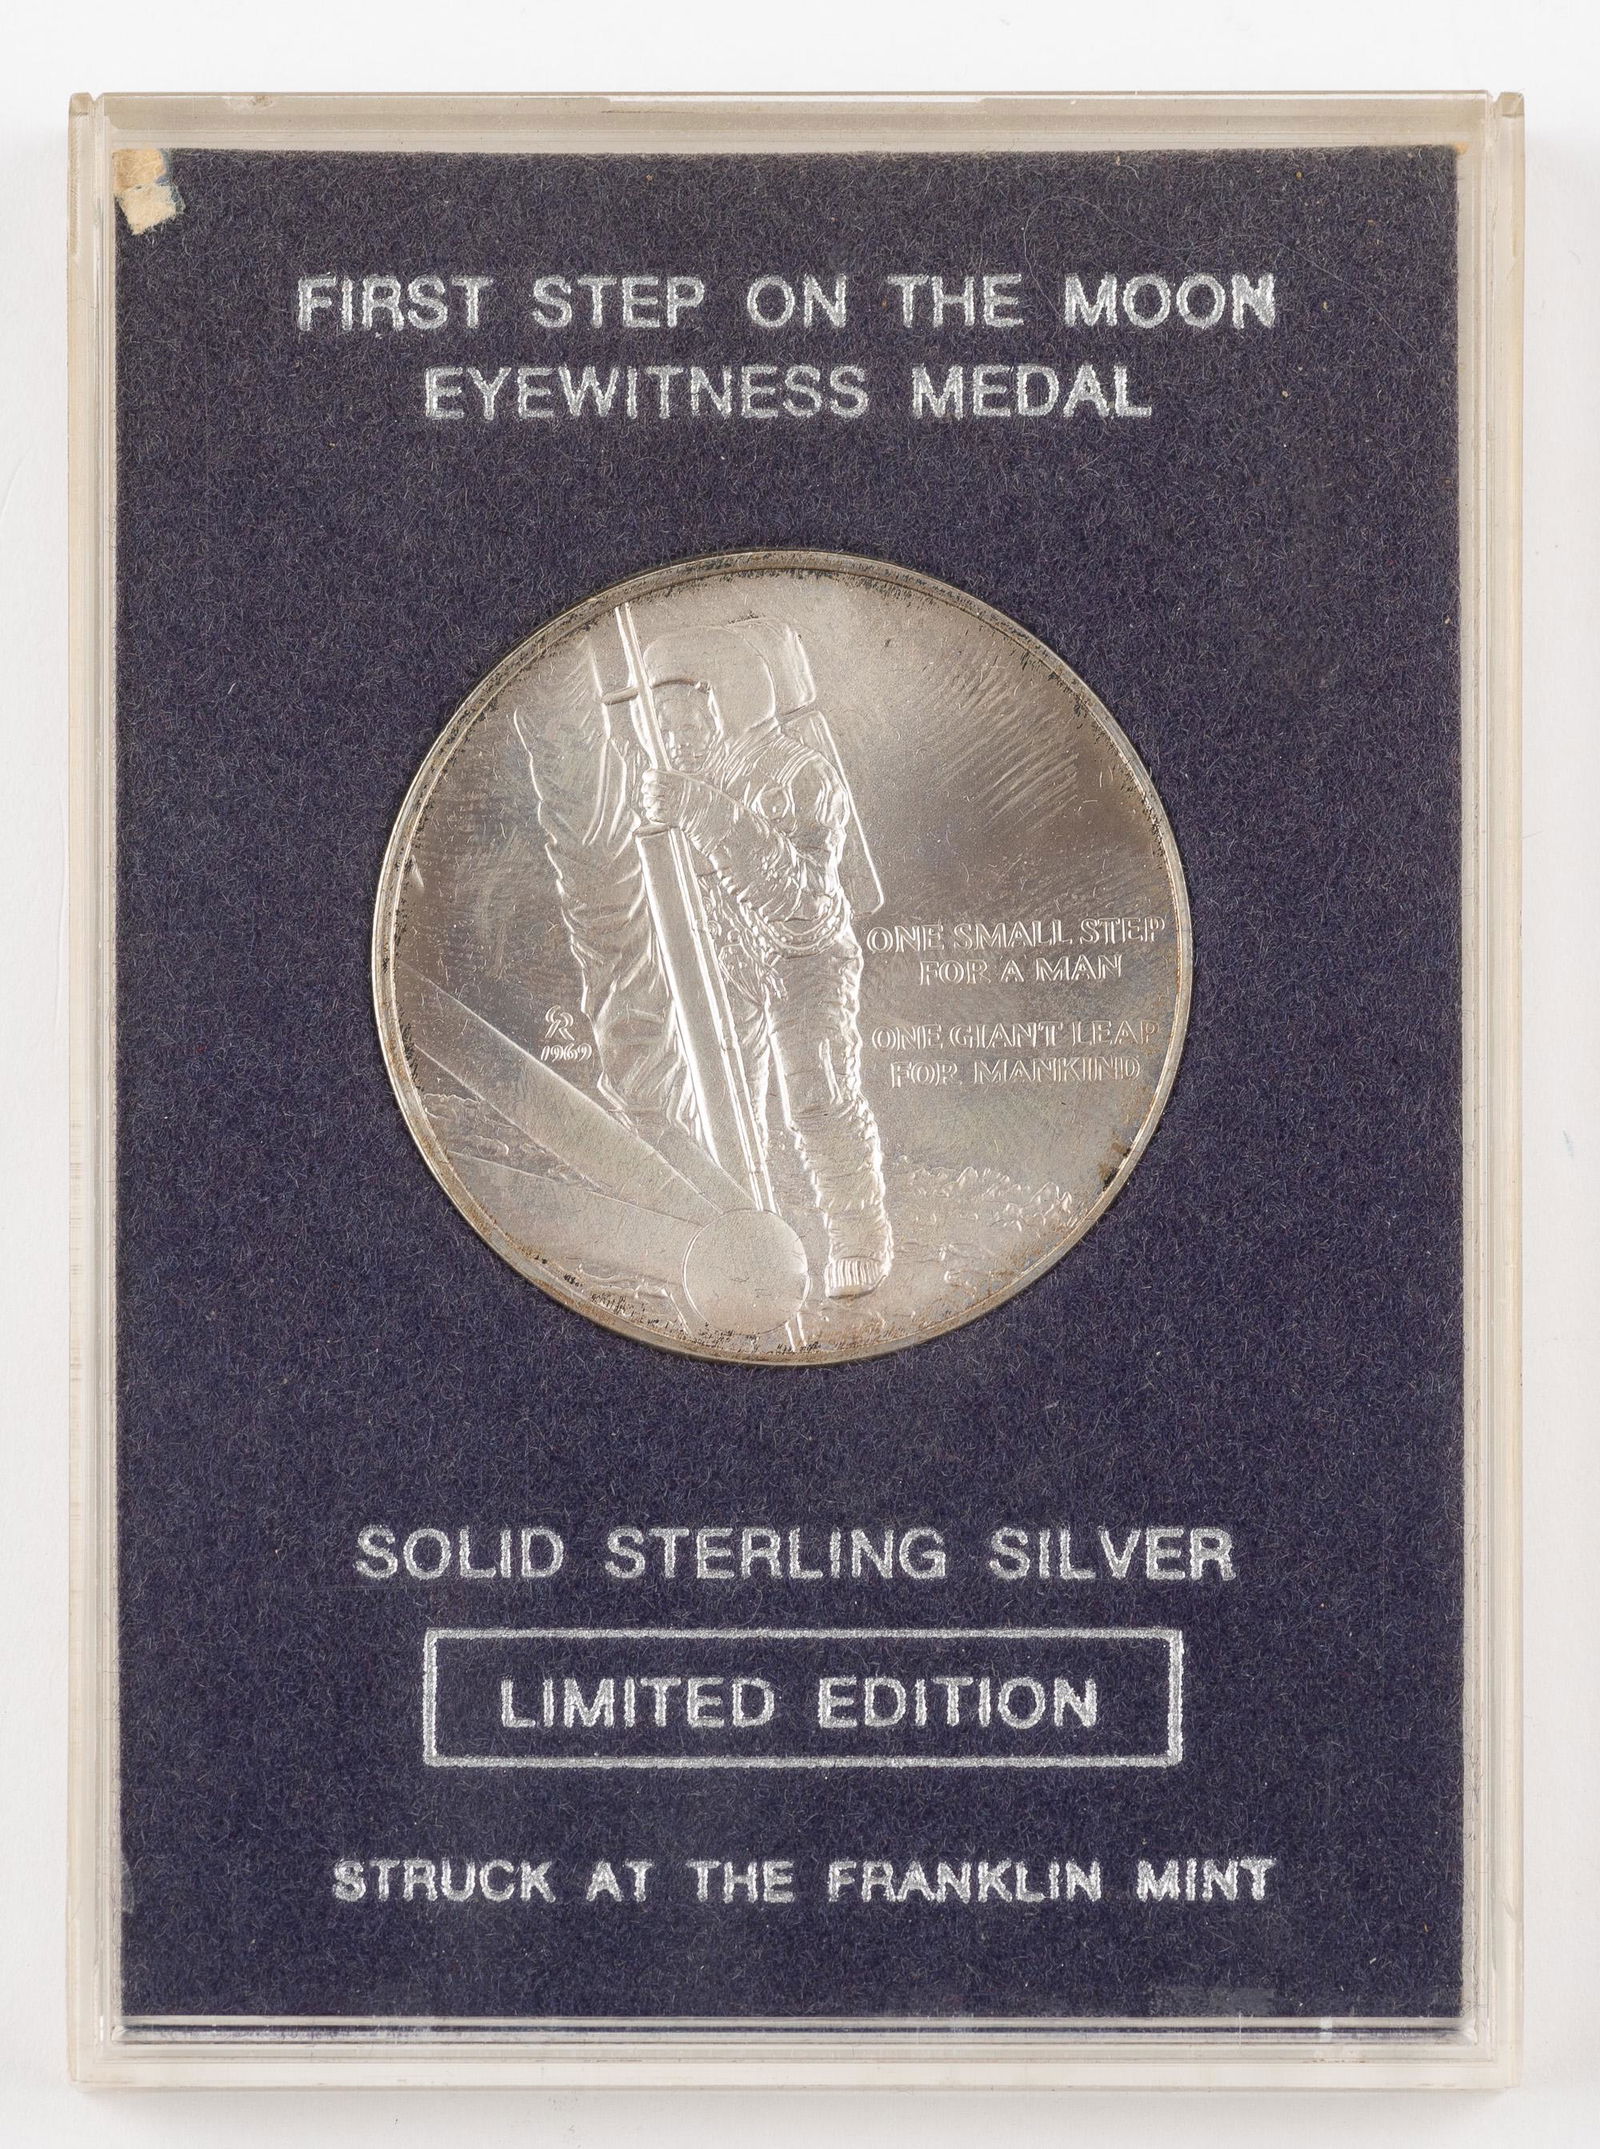 FIRST STEP ON THE MOON
EYEWITNESS MEDAL
ONE SMALL STEP
FOR A MAN
ONE GIANT LEAP
FOR MANKIND
1969
SOLID STERLING SILVER
LIMITED EDITION
STRUCK AT THE FRANKLIN MINT